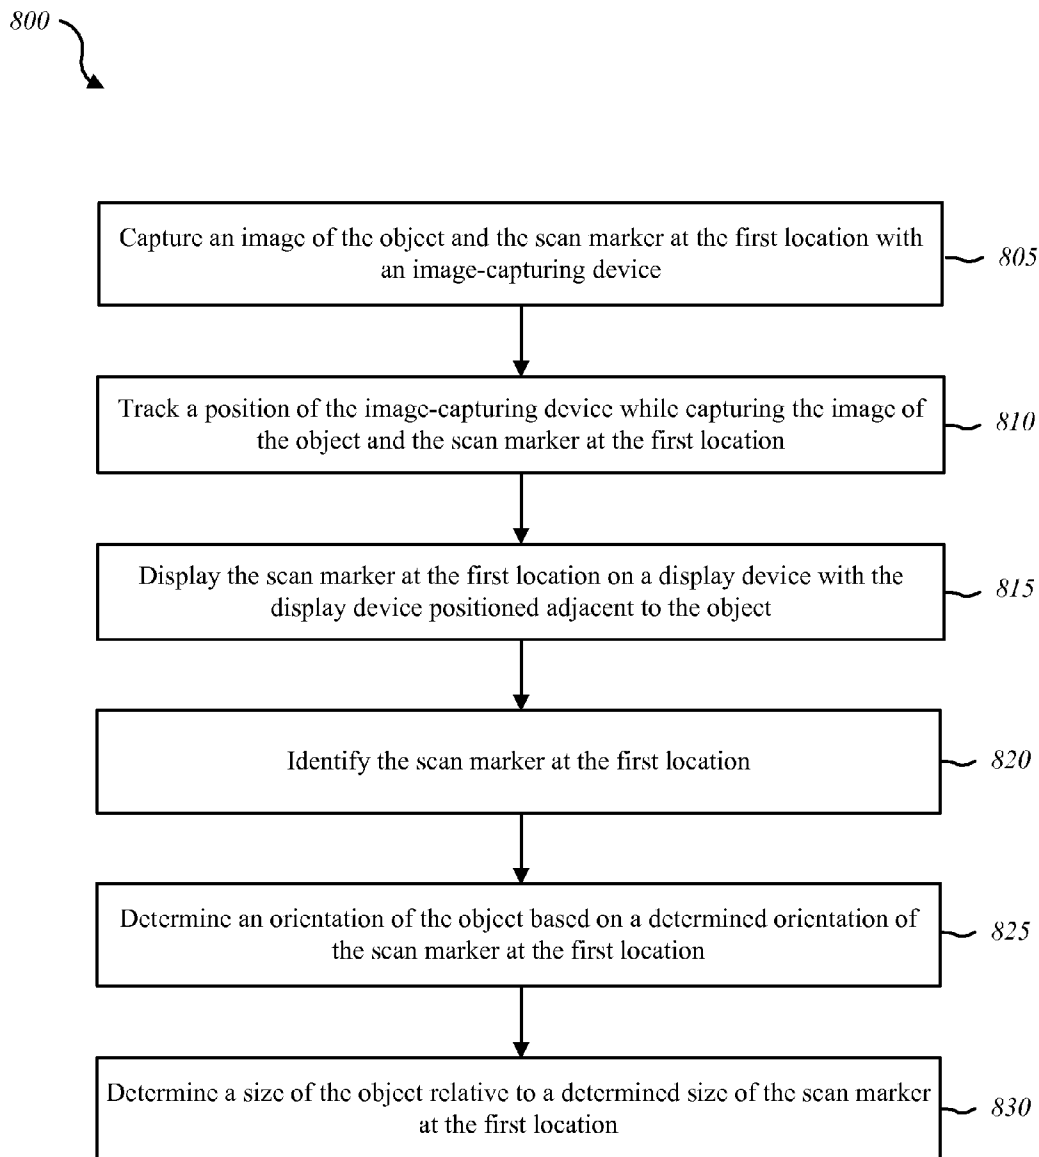 800
Capture an image of the object and the scan marker at the first location with
an image-capturing device
805
Track a position of the image-capturing device while capturing the image of
the object and the scan marker at the first location
810
Display the scan marker at the first location on a display device with the
display device positioned adjacent to the object
815
Identify the scan marker at the first location
820
Determine an orientation of the object based on a determined orientation of
the scan marker at the first location
825
Determine a size of the object relative to a determined size of the scan marker
at the first location
830